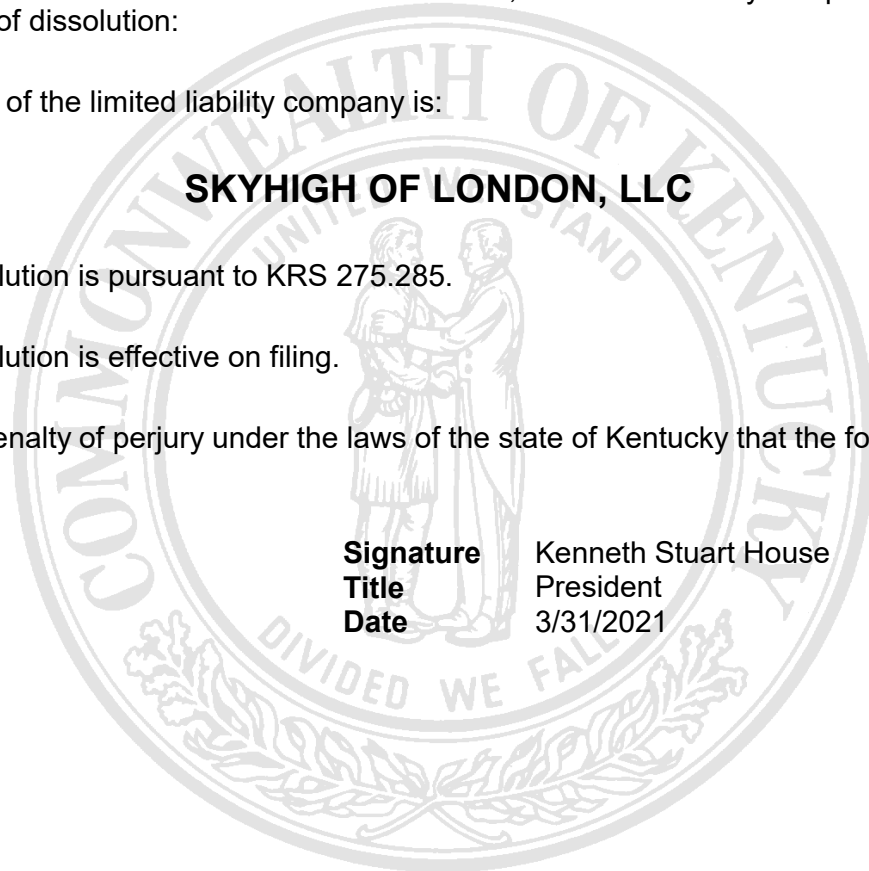 of dissolution:
of the limited liability company is:
SKYHIGH OF LONDON, LLC
lution is pursuant to KRS 275.285.
lution is effective on filing.
enalty of perjury under the laws of the state of Kentucky that the fo
Signature Kenneth Stuart House
Title President
Date 3/31/2021
COMMONWEALTH OF KENTUCKY
UNITED WE STAND
DIVIDED WE FALL